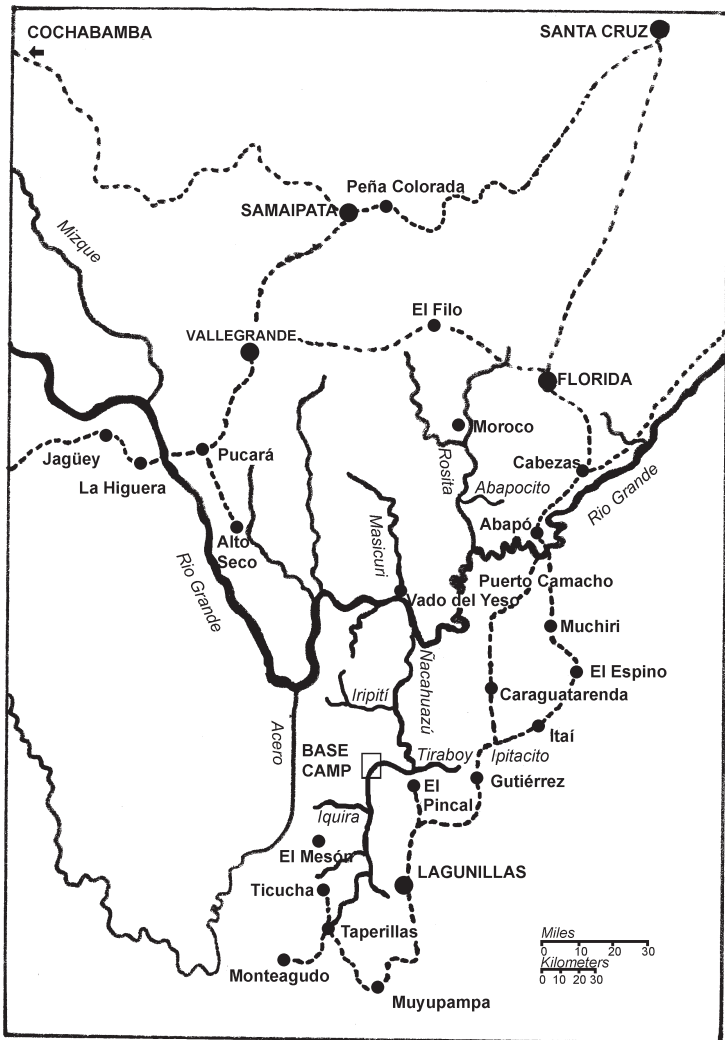 COCHABAMBA
SANTA CRUZ
Peña Colorada
SAMAIPATA
Mizque
El Filo
VALLEGRANDE
FLORIDA
Moroco
Jagüey
Pucará
Rosita
Cabezas
La Higuera
Abapocito
Rio Grande
Masicuri
Abapó
Alto
Seco
Rio Grande
Puerto Camacho
Vado del Yeso
Muchiri
Ñacahuazú
El Espino
Iripití
Caraguatarenda
Acero
Itaí
BASE
CAMP
Tiraboy
Ipitacito
Gutiérrez
El
Pincal
Iquira
El Mesón
LAGUNILLAS
Ticucha
Taperillas
Miles
0 10 20 30
Kilometers
0 10 20 30
Monteagudo
Muyupampa